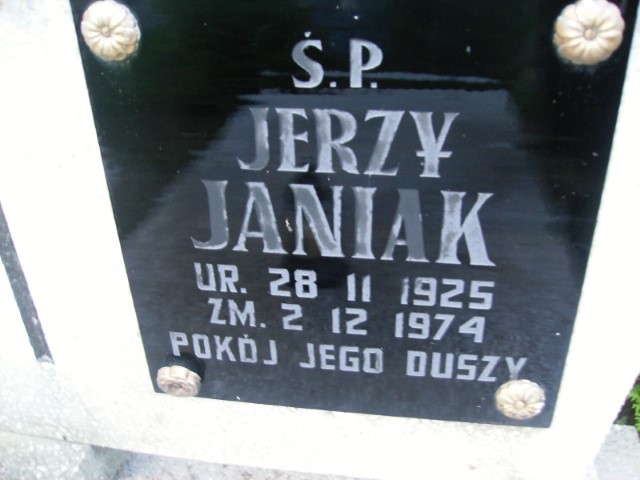 Ś.P.
JERZY
JANIAK
UR. 28 11 1925
ZM. 2 12 1974
POKÓJ JEGO DUSZY